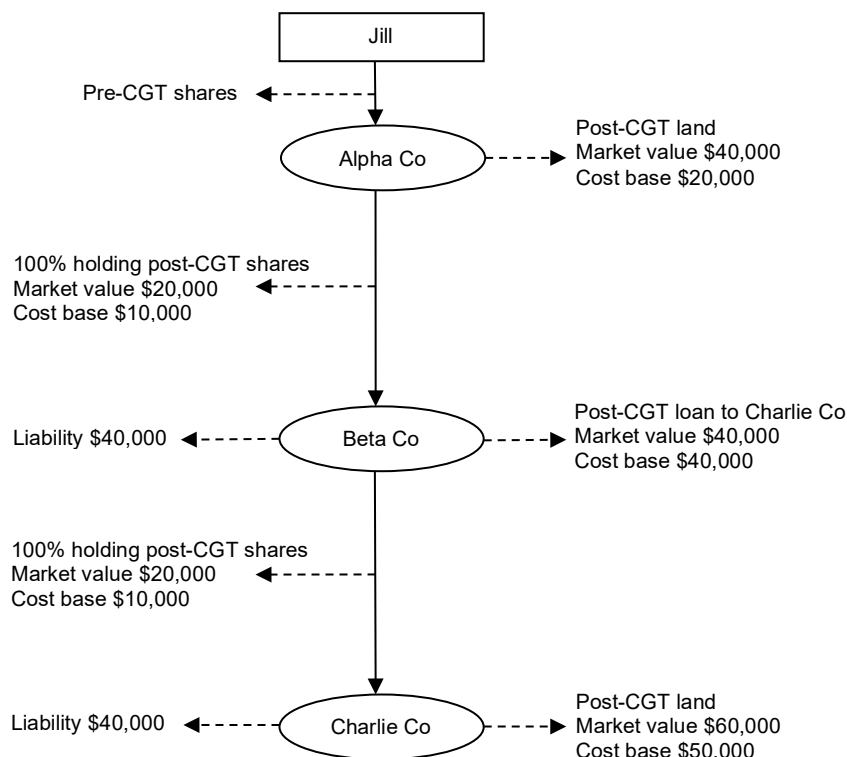 Jill
Pre-CGT shares
Alpha Co
Post-CGT land
Market value $40,000
Cost base $20,000
100% holding post-CGT shares
Market value $20,000
Cost base $10,000
Liability $40,000
Beta Co
Post-CGT loan to Charlie Co
Market value $40,000
Cost base $40,000
100% holding post-CGT shares
Market value $20,000
Cost base $10,000
Liability $40,000
Charlie Co
Post-CGT land
Market value $60,000
Cost base $50,000